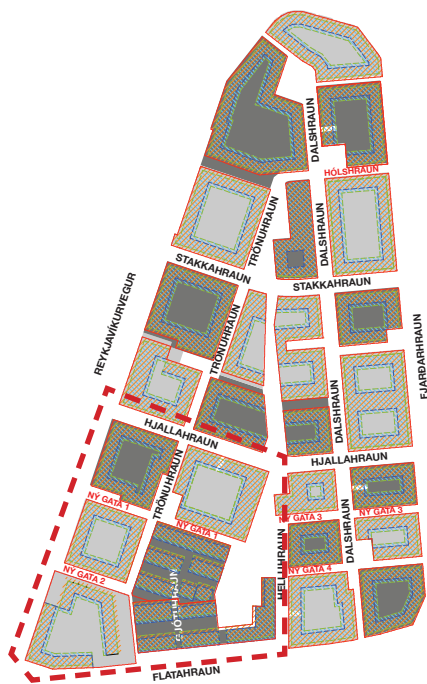 DALSHRAUN
HÓLSHRAUN
TRÖNUHRAUN
DALSHRAUN
STAKKAHRAUN
STAKKAHRAUN
REYKJAVÍKURVEGUR
TRÖNUHRAUN
FJARÐARHRAUN
DALSHRAUN
HJALLAHRAUN
HJALLAHRAUN
TRÖNUHRAUN
NÝ GATA 1
NÝ GATA 1
NÝ GATA 3
NÝ GATA 3
DALSHRAUN
HELLUHRAUN
NÝ GATA 2
NÝ GATA 4
FLATAHRAUN